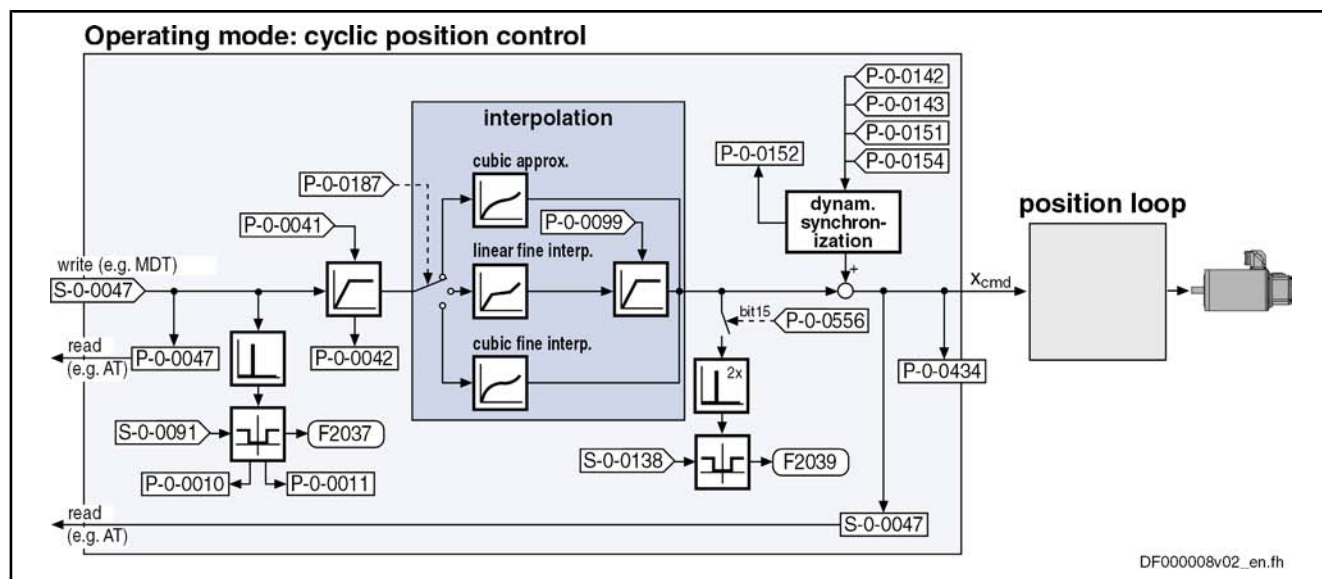 Operating mode: cyclic position control
P-0-0142
P-0-0143
P-0-0151
P-0-0154
interpolation
cubic approx.
P-0-0152
P-0-0187
dynam.
synchron-
ization
position loop
P-0-0041
P-0-0099
linear fine interp.
write (e.g. MDT)
S-0-0047
+
xcmd
bit15
P-0-0556
read
(e.g. AT)
P-0-0047
P-0-0042
cubic fine interp.
P-0-0434
2x
S-0-0091
F2037
S-0-0138
F2039
P-0-0010
P-0-0011
read
(e.g. AT)
S-0-0047
DF000008v02_en.fh